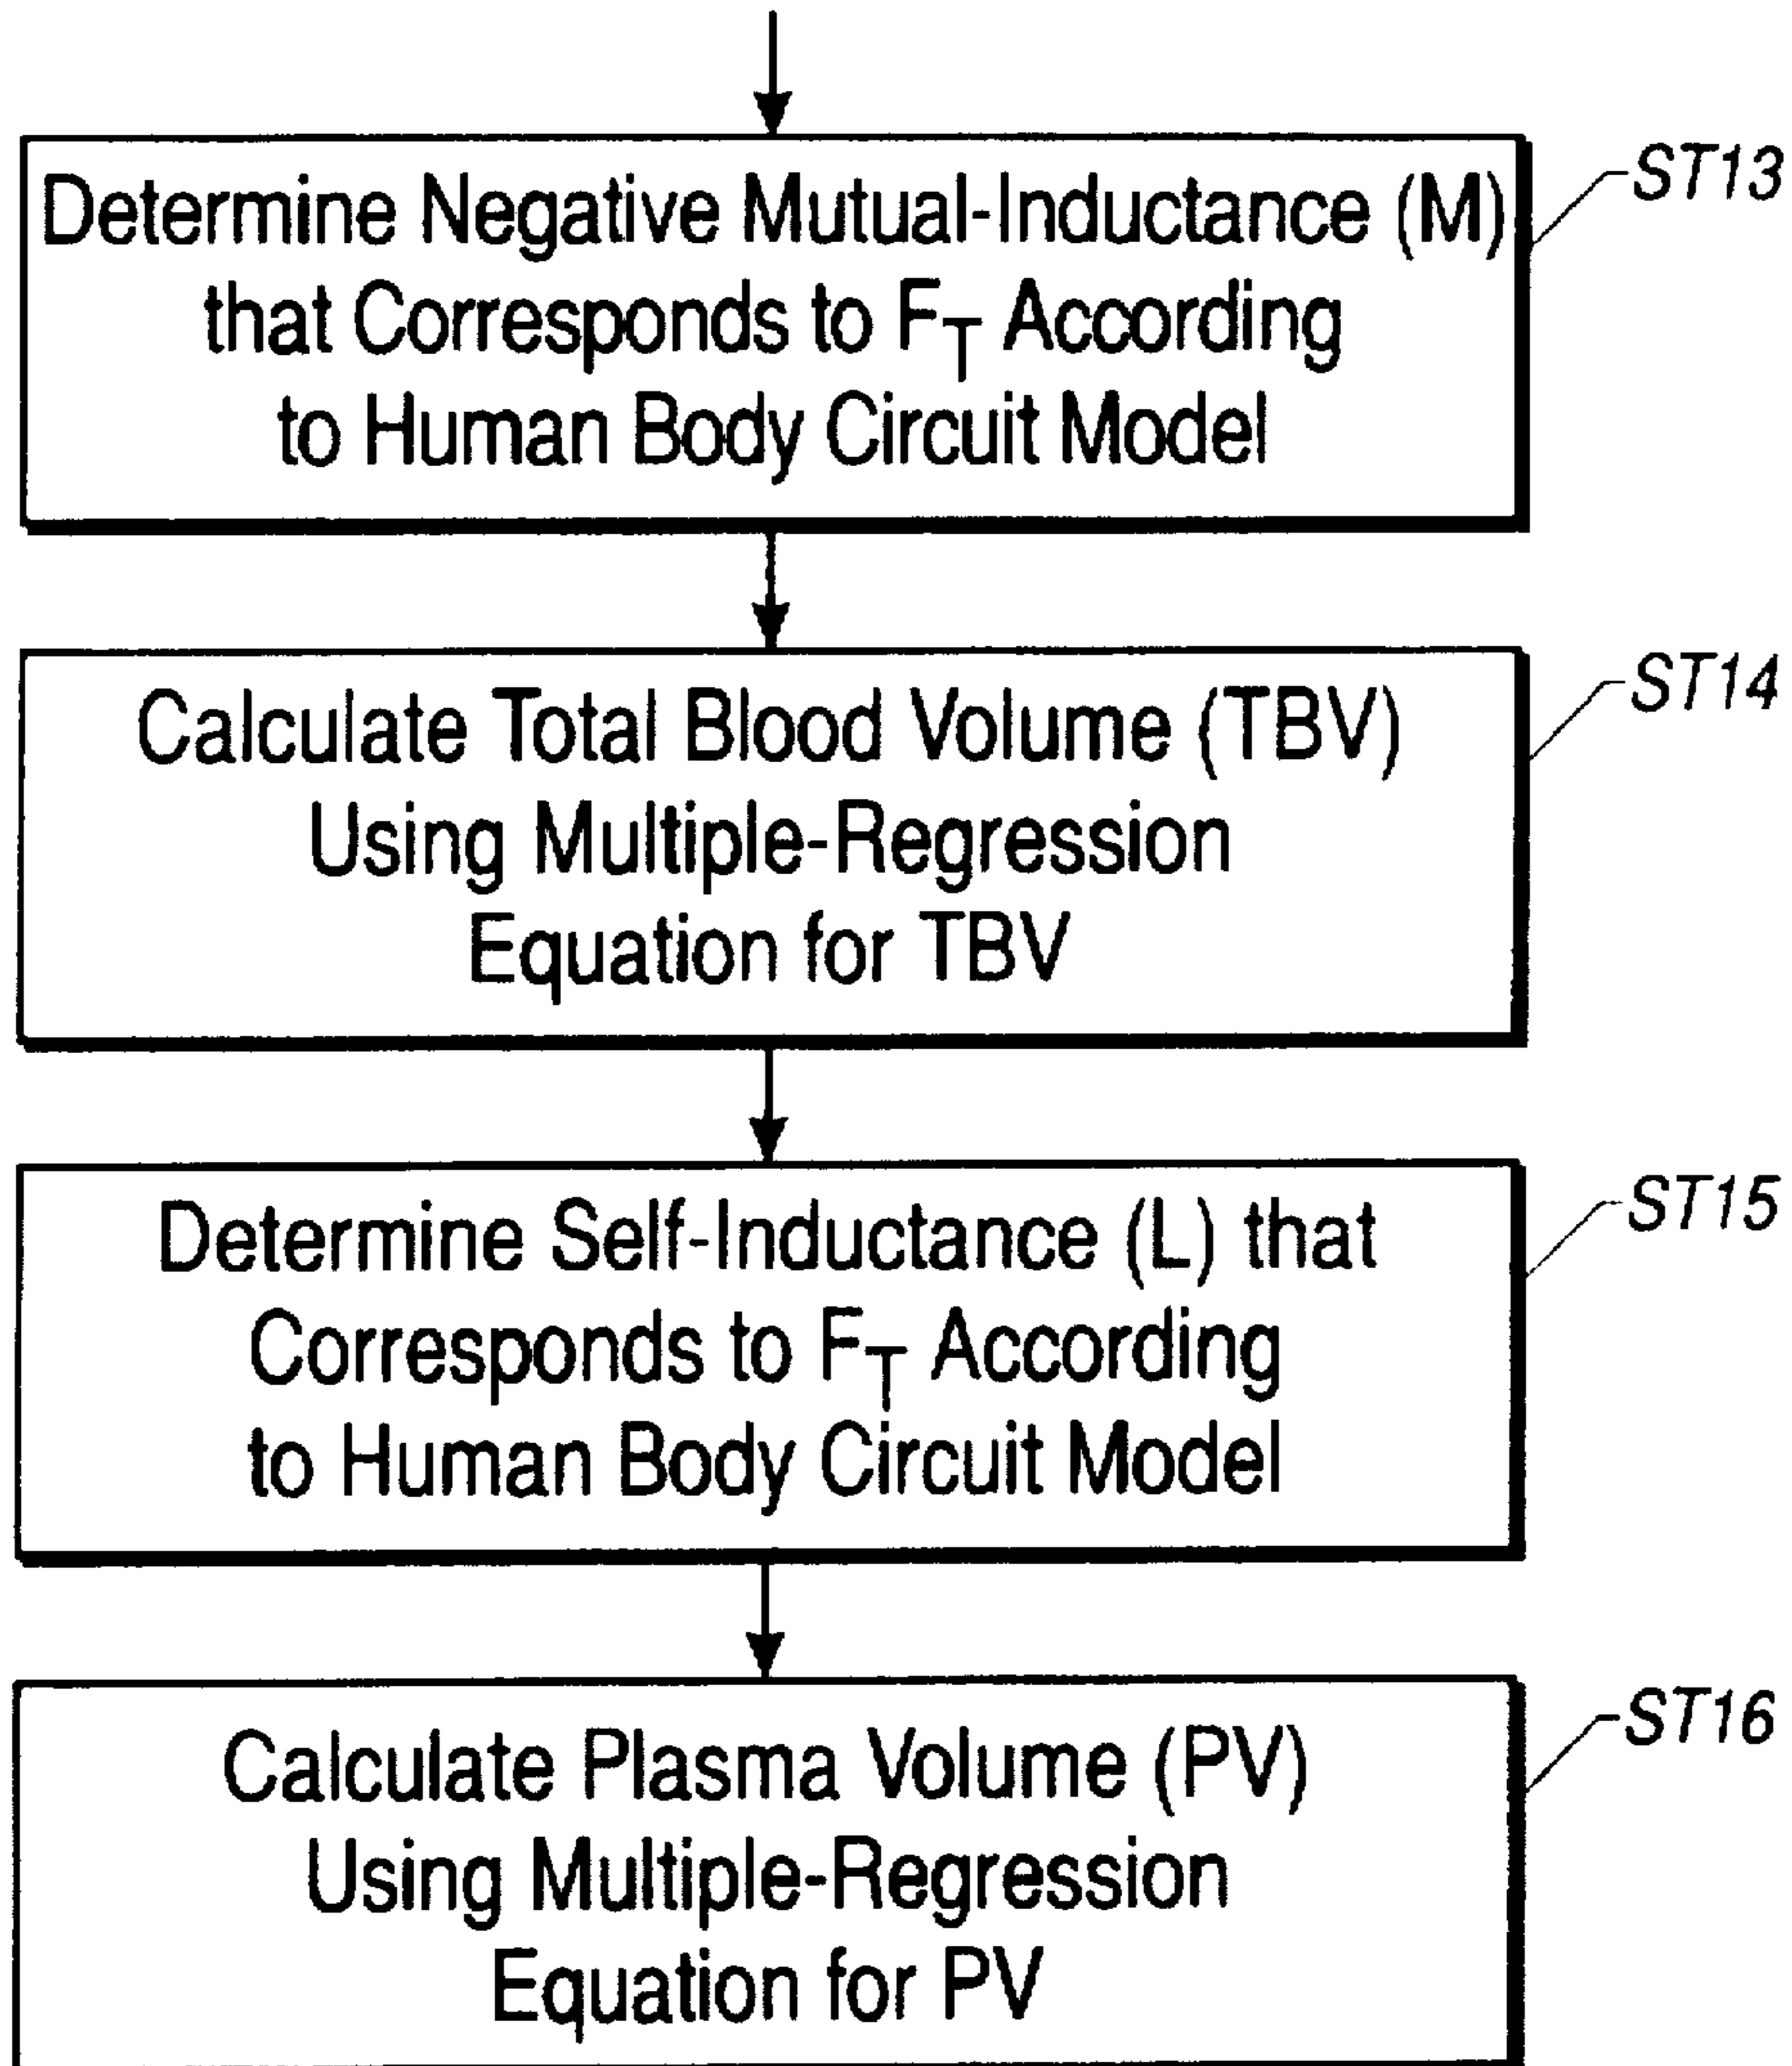 Determine Negative Mutual-Inductance (M)
that Corresponds to F_T According
to Human Body Circuit Model
ST13
Calculate Total Blood Volume (TBV)
Using Multiple-Regression
Equation for TBV
ST14
Determine Self-Inductance (L) that
Corresponds to F_T According
to Human Body Circuit Model
ST15
Calculate Plasma Volume (PV)
Using Multiple-Regression
Equation for PV
ST16